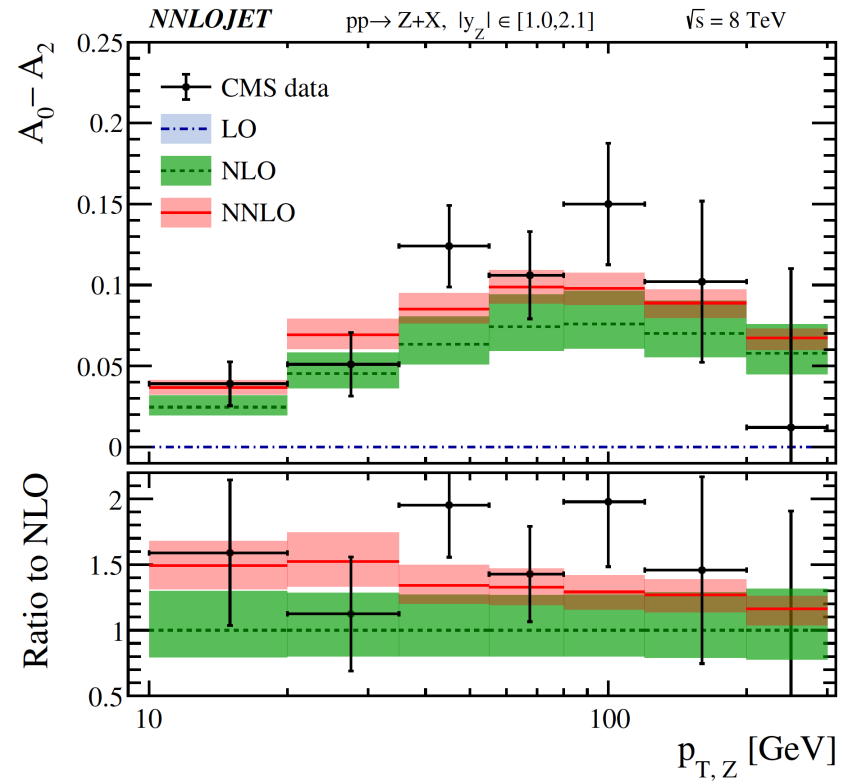 NNLOJET pp→ Z+X, |y_Z| ∈ [1.0,2.1] √s = 8 TeV
A_0 − A_2
0.25
0.2
0.15
0.1
0.05
0
CMS data
LO
NLO
NNLO
Ratio to NLO
2
1.5
1
0.5
10 100
p_{T, Z} [GeV]